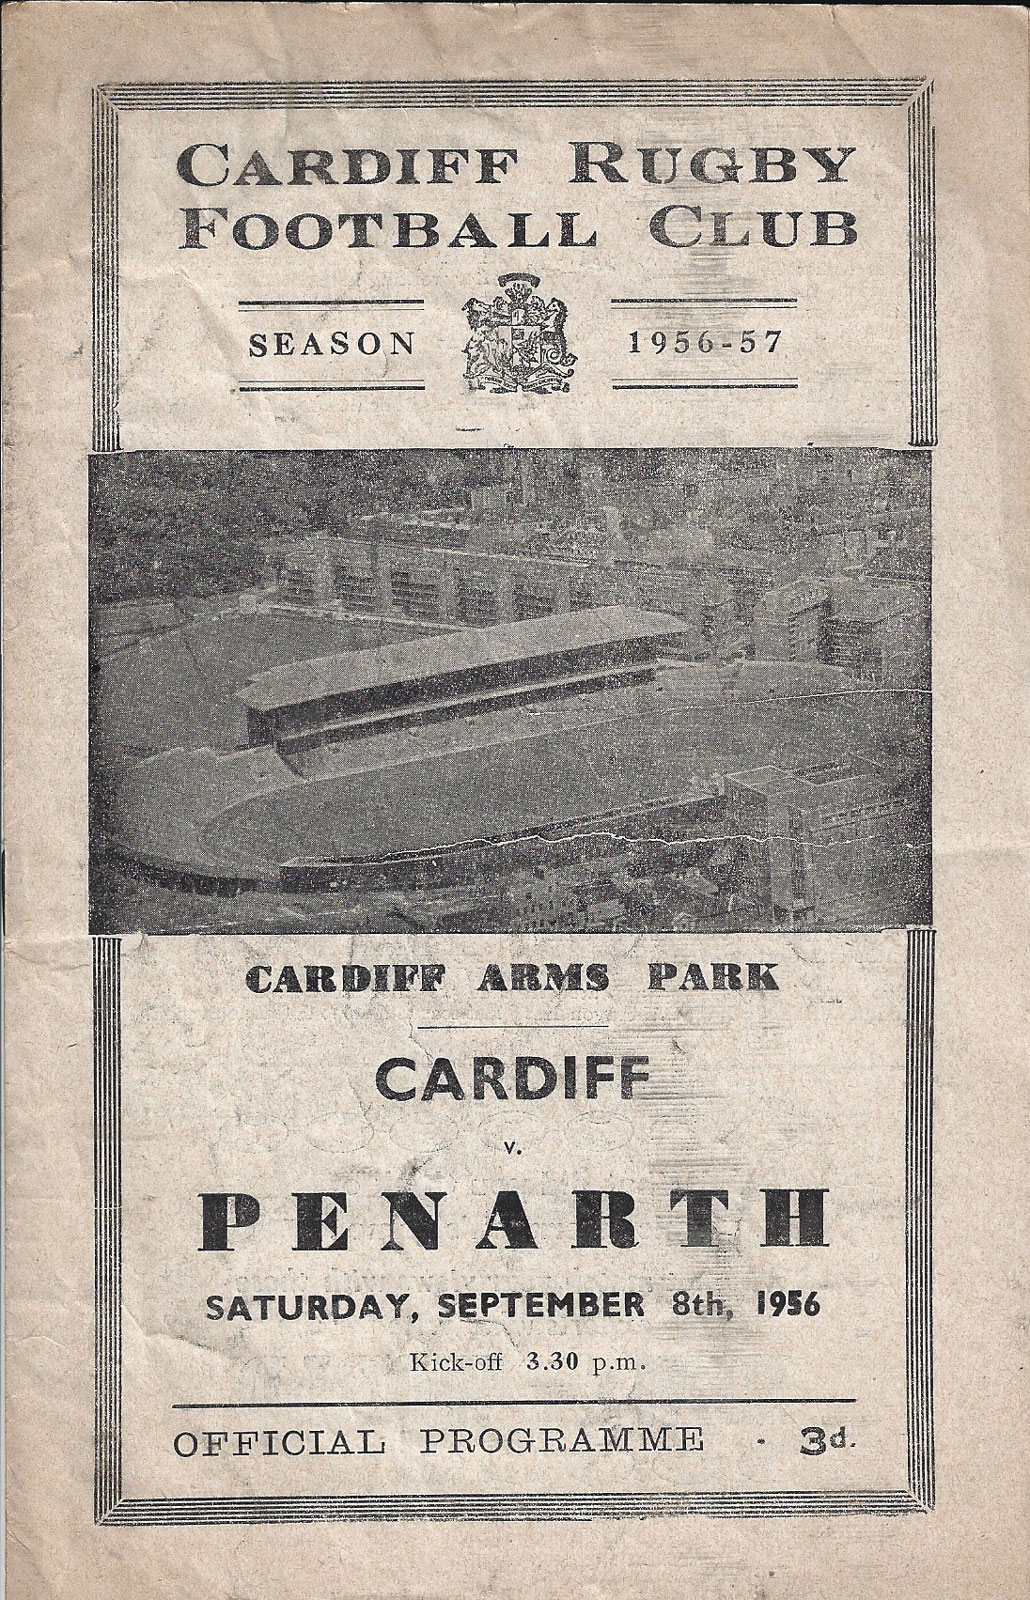 CARDIFF RUGBY
FOOTBALL CLUB
SEASON 1956-57
CARDIFF ARMS PARK
CARDIFF
v.
PENARTH
SATURDAY, SEPTEMBER 8th, 1956
Kick-off 3.30 p.m.
OFFICIAL PROGRAMME - 3d.